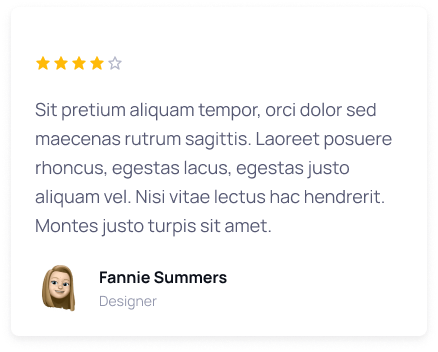 Sit pretium aliquam tempor, orci dolor sed
maecenas rutrum sagittis. Laoreet posuere
rhoncus, egestas lacus, egestas justo
aliquam vel. Nisi vitae lectus hac hendrerit.
Montes justo turpis sit amet.
Fannie Summers
Designer